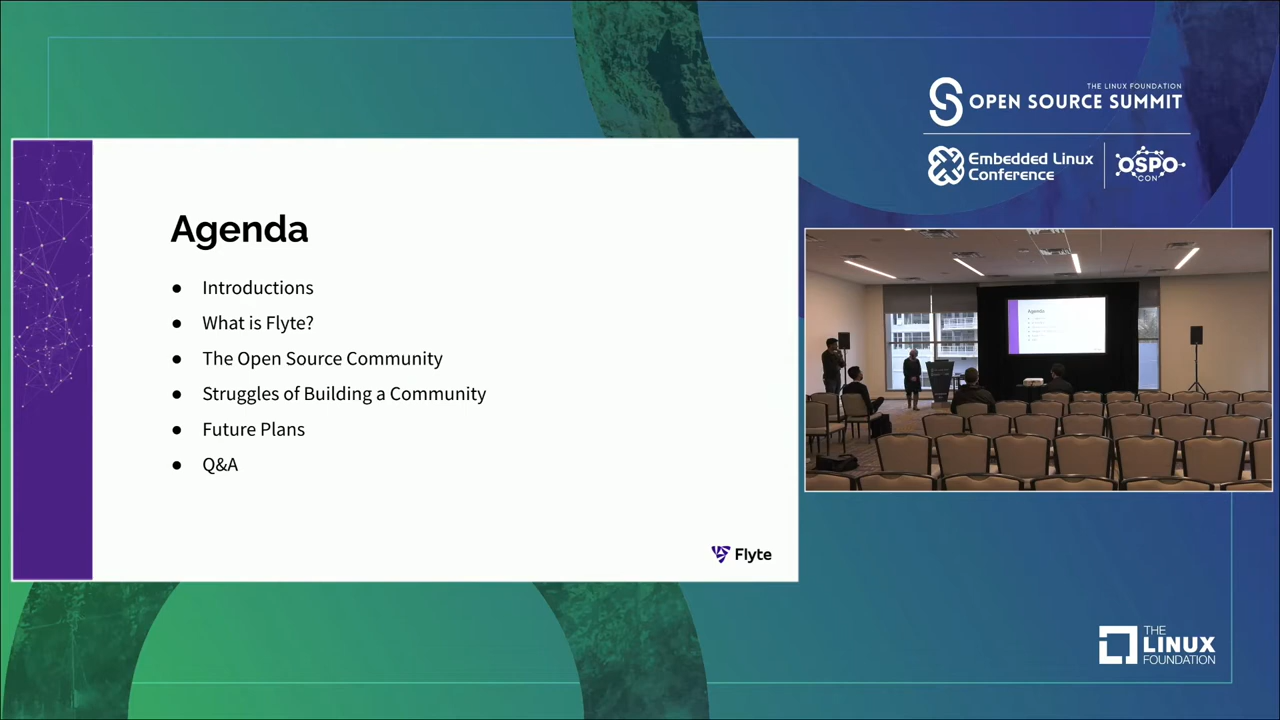 THE LINUX FOUNDATION
OPEN SOURCE SUMMIT
Embedded Linux
Conference
OSPO
CON
Agenda
● Introductions
● What is Flyte?
● The Open Source Community
● Struggles of Building a Community
● Future Plans
● Q&A
Flyte
Agenda
THE
LINUX
FOUNDATION